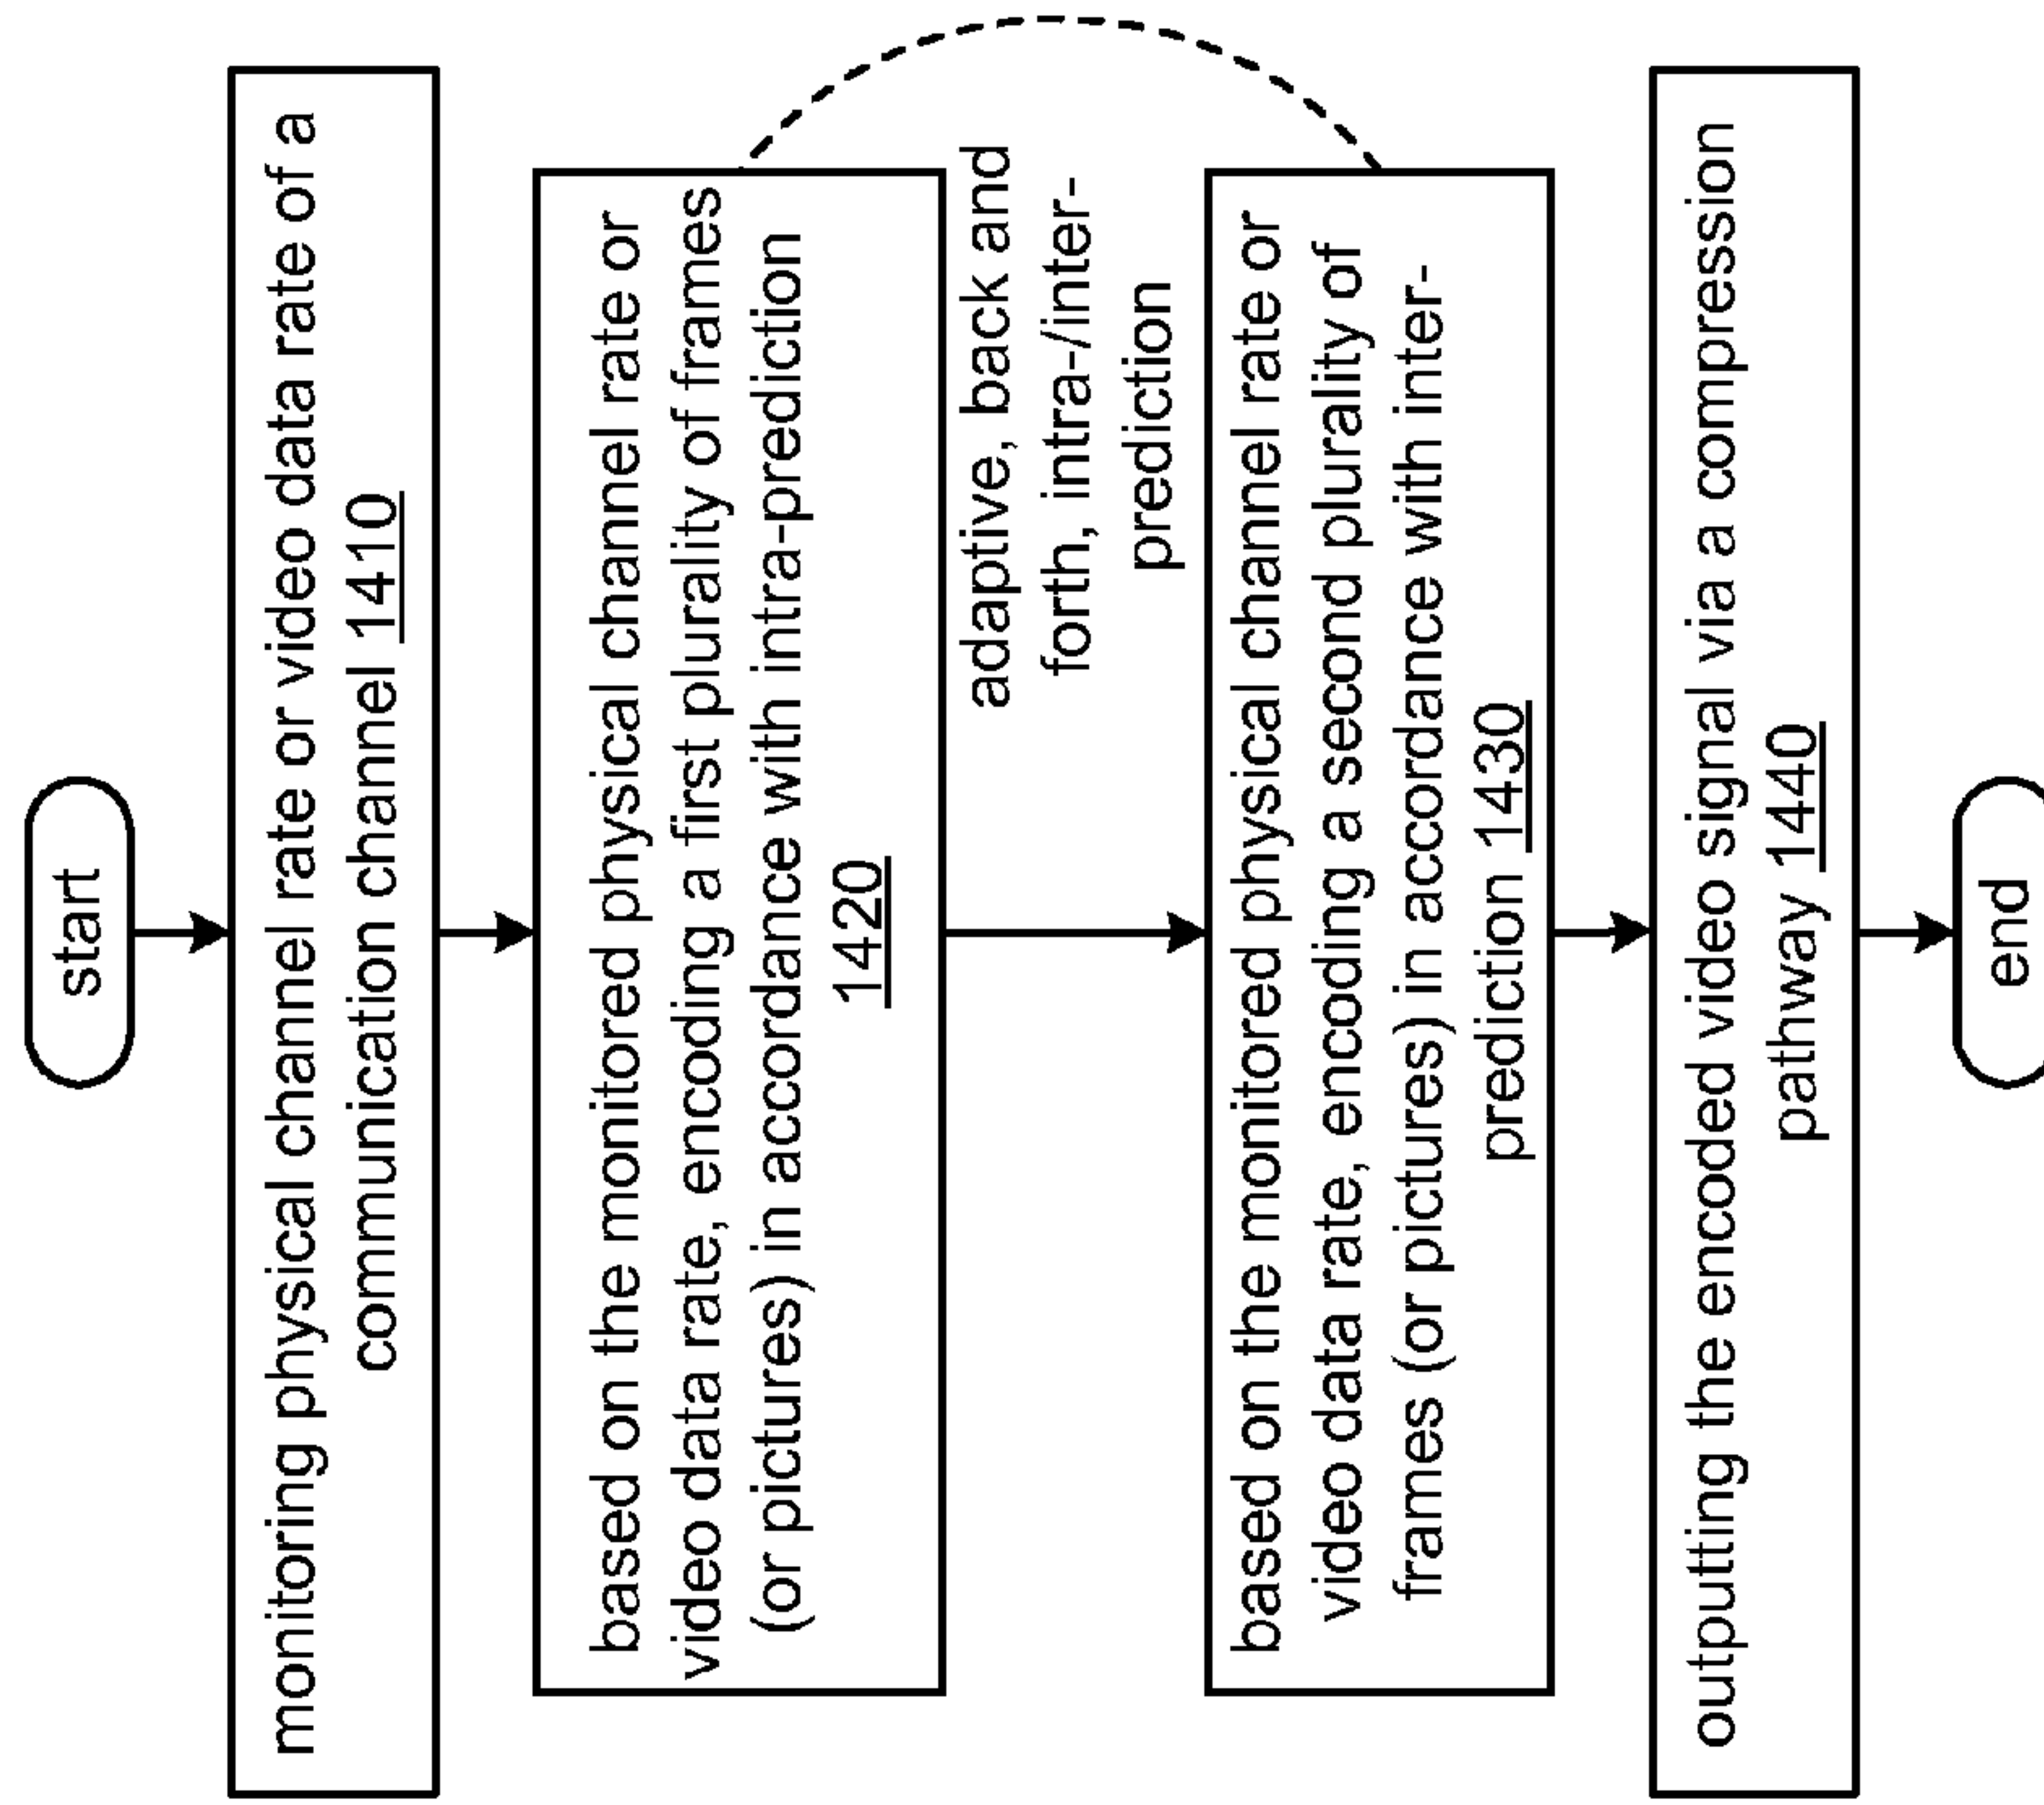 start
monitoring physical channel rate or video data rate of a
communication channel 1410
based on the monitored physical channel rate or
video data rate, encoding a first plurality of frames
(or pictures) in accordance with intra-prediction
1420
adaptive, back and
forth, intra-/inter-
prediction
based on the monitored physical channel rate or
video data rate, encoding a second plurality of
frames (or pictures) in accordance with inter-
prediction 1430
outputting the encoded video signal via a compression
pathway 1440
end